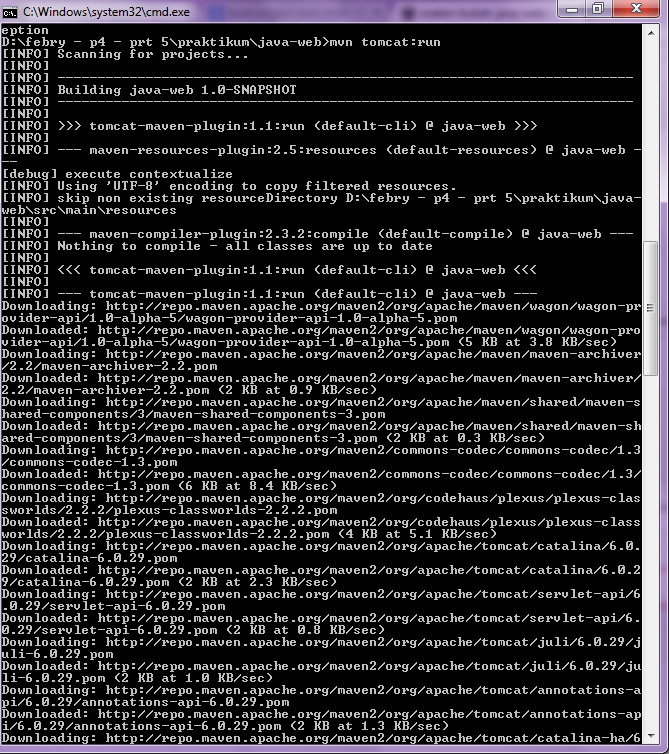 C:\Windows\system32\cmd.exe
eption
D:\febry - p4 - prt 5\praktikum\java-web>mvn tomcat:run
[INFO] Scanning for projects...
[INFO]
[INFO] ------------------------------------------------------------------------
[INFO] Building java-web 1.0-SNAPSHOT
[INFO] ------------------------------------------------------------------------
[INFO]
[INFO] >>> tomcat-maven-plugin:1.1:run (default-cli) @ java-web >>>
[INFO]
[INFO] --- maven-resources-plugin:2.5:resources (default-resources) @ java-web -
--
[debug] execute contextualize
[INFO] Using 'UTF-8' encoding to copy filtered resources.
[INFO] skip non existing resourceDirectory D:\febry - p4 - prt 5\praktikum\java-
web\src\main\resources
[INFO]
[INFO] --- maven-compiler-plugin:2.3.2:compile (default-compile) @ java-web ---
[INFO] Nothing to compile - all classes are up to date
[INFO]
[INFO] <<< tomcat-maven-plugin:1.1:run (default-cli) @ java-web <<<
[INFO]
[INFO] --- tomcat-maven-plugin:1.1:run (default-cli) @ java-web ---
Downloading: http://repo.maven.apache.org/maven2/org/apache/maven/wagon/wagon-pr
ovider-api/1.0-alpha-5/wagon-provider-api-1.0-alpha-5.pom
Downloaded: http://repo.maven.apache.org/maven2/org/apache/maven/wagon/wagon-pro
vider-api/1.0-alpha-5/wagon-provider-api-1.0-alpha-5.pom (5 KB at 3.8 KB/sec)
Downloading: http://repo.maven.apache.org/maven2/org/apache/maven/maven-archiver
/2.2/maven-archiver-2.2.pom
Downloaded: http://repo.maven.apache.org/maven2/org/apache/maven/maven-archiver/
2.2/maven-archiver-2.2.pom (2 KB at 0.9 KB/sec)
Downloading: http://repo.maven.apache.org/maven2/org/apache/maven/shared/maven-s
hared-components/3/maven-shared-components-3.pom
Downloaded: http://repo.maven.apache.org/maven2/org/apache/maven/shared/maven-sh
ared-components/3/maven-shared-components-3.pom (2 KB at 0.3 KB/sec)
Downloading: http://repo.maven.apache.org/maven2/commons-codec/commons-codec/1.3
/commons-codec-1.3.pom
Downloaded: http://repo.maven.apache.org/maven2/commons-codec/commons-codec/1.3/
commons-codec-1.3.pom (6 KB at 8.4 KB/sec)
Downloading: http://repo.maven.apache.org/maven2/org/codehaus/plexus/plexus-clas
sworlds/2.2.2/plexus-classworlds-2.2.2.pom
Downloaded: http://repo.maven.apache.org/maven2/org/codehaus/plexus/plexus-class
worlds/2.2.2/plexus-classworlds-2.2.2.pom (4 KB at 5.1 KB/sec)
Downloading: http://repo.maven.apache.org/maven2/org/apache/tomcat/catalina/6.0.
29/catalina-6.0.29.pom
Downloaded: http://repo.maven.apache.org/maven2/org/apache/tomcat/catalina/6.0.2
9/catalina-6.0.29.pom (2 KB at 2.3 KB/sec)
Downloading: http://repo.maven.apache.org/maven2/org/apache/tomcat/servlet-api/6
.0.29/servlet-api-6.0.29.pom
Downloaded: http://repo.maven.apache.org/maven2/org/apache/tomcat/servlet-api/6.
0.29/servlet-api-6.0.29.pom (2 KB at 0.8 KB/sec)
Downloading: http://repo.maven.apache.org/maven2/org/apache/tomcat/juli/6.0.29/j
uli-6.0.29.pom
Downloaded: http://repo.maven.apache.org/maven2/org/apache/tomcat/juli/6.0.29/ju
li-6.0.29.pom (2 KB at 1.0 KB/sec)
Downloading: http://repo.maven.apache.org/maven2/org/apache/tomcat/annotations-a
pi/6.0.29/annotations-api-6.0.29.pom
Downloaded: http://repo.maven.apache.org/maven2/org/apache/tomcat/annotations-ap
i/6.0.29/annotations-api-6.0.29.pom (2 KB at 1.3 KB/sec)
Downloading: http://repo.maven.apache.org/maven2/org/apache/tomcat/catalina-ha/6